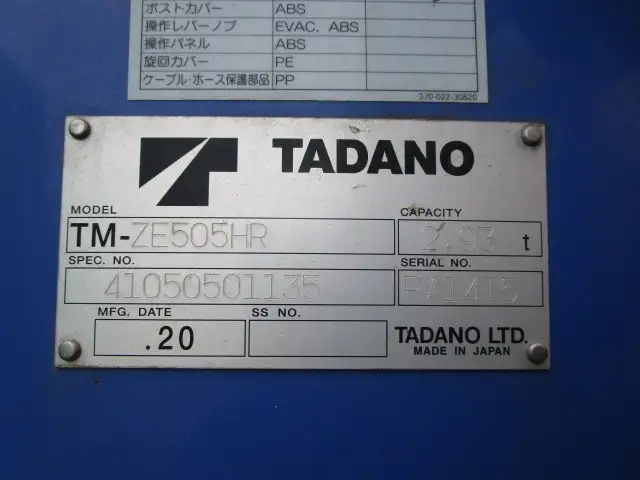 ポストカバー ABS
操作レバーノブ EVAC, ABS
操作パネル ABS
旋回カバー PE
ケーブル・ホース保護部品 PP
370-022-30820
TADANO
MODEL CAPACITY
TM-ZE505HR 2.93 t
SPEC. NO. SERIAL NO.
41050501135
MFG. DATE SS NO.
.20
TADANO LTD.
MADE IN JAPAN